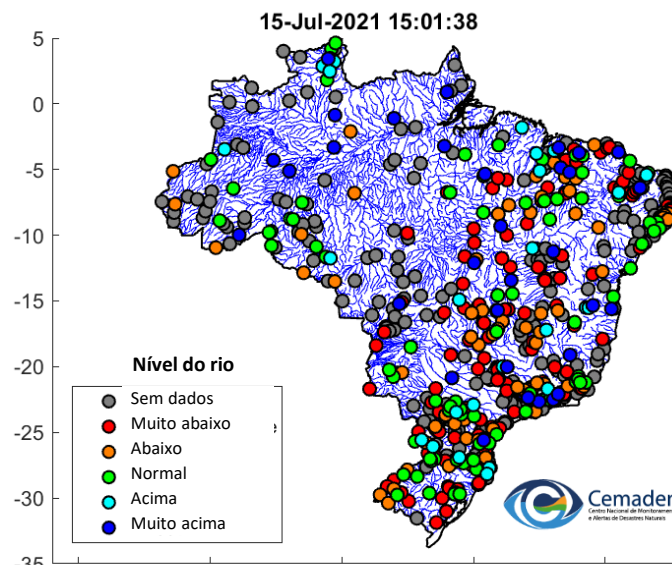 15-Jul-2021 15:01:38
5
0
-5
-10
-15
-20
-25
-30
-35
Nível do rio
Sem dados
Muito abaixo
Abaixo
Normal
Acima
Muito acima
Cemaden
Centro Nacional de Monitoramento
e Alertas de Desastres Naturais